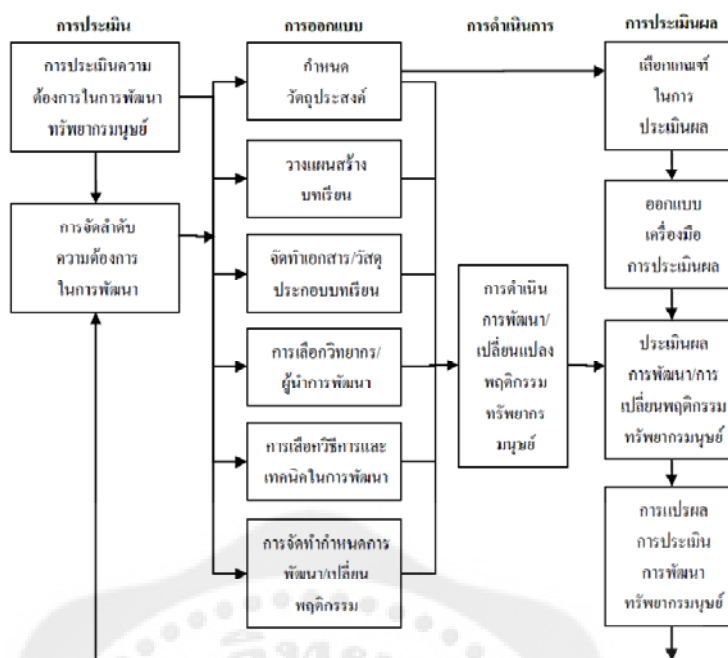 การประเมิน
การประเมินความ
ต้องการในการพัฒนา
ทรัพยากรมนุษย์
การจัดลำดับ
ความต้องการ
ในการพัฒนา
การออกแบบ
กำหนด
วัตถุประสงค์
วางแผนสร้าง
บทเรียน
จัดทำเอกสาร/วัสดุ
ประกอบบทเรียน
การเลือกวิทยากร/
ผู้นำการพัฒนา
การเลือกวิธีการและ
เทคนิคในการพัฒนา
การจัดทำกำหนดการ
พัฒนา/เปลี่ยน
พฤติกรรม
การดำเนินการ
การดำเนิน
การพัฒนา/
เปลี่ยนแปลง
พฤติกรรม
ทรัพยากร
มนุษย์
การประเมินผล
เลือกเกณฑ์
ในการ
ประเมินผล
ออกแบบ
เครื่องมือ
การประเมินผล
ประเมินผล
การพัฒนา/การ
เปลี่ยนพฤติกรรม
ทรัพยากรมนุษย์
การแปรผล
การประเมิน
การพัฒนา
ทรัพยากรมนุษย์